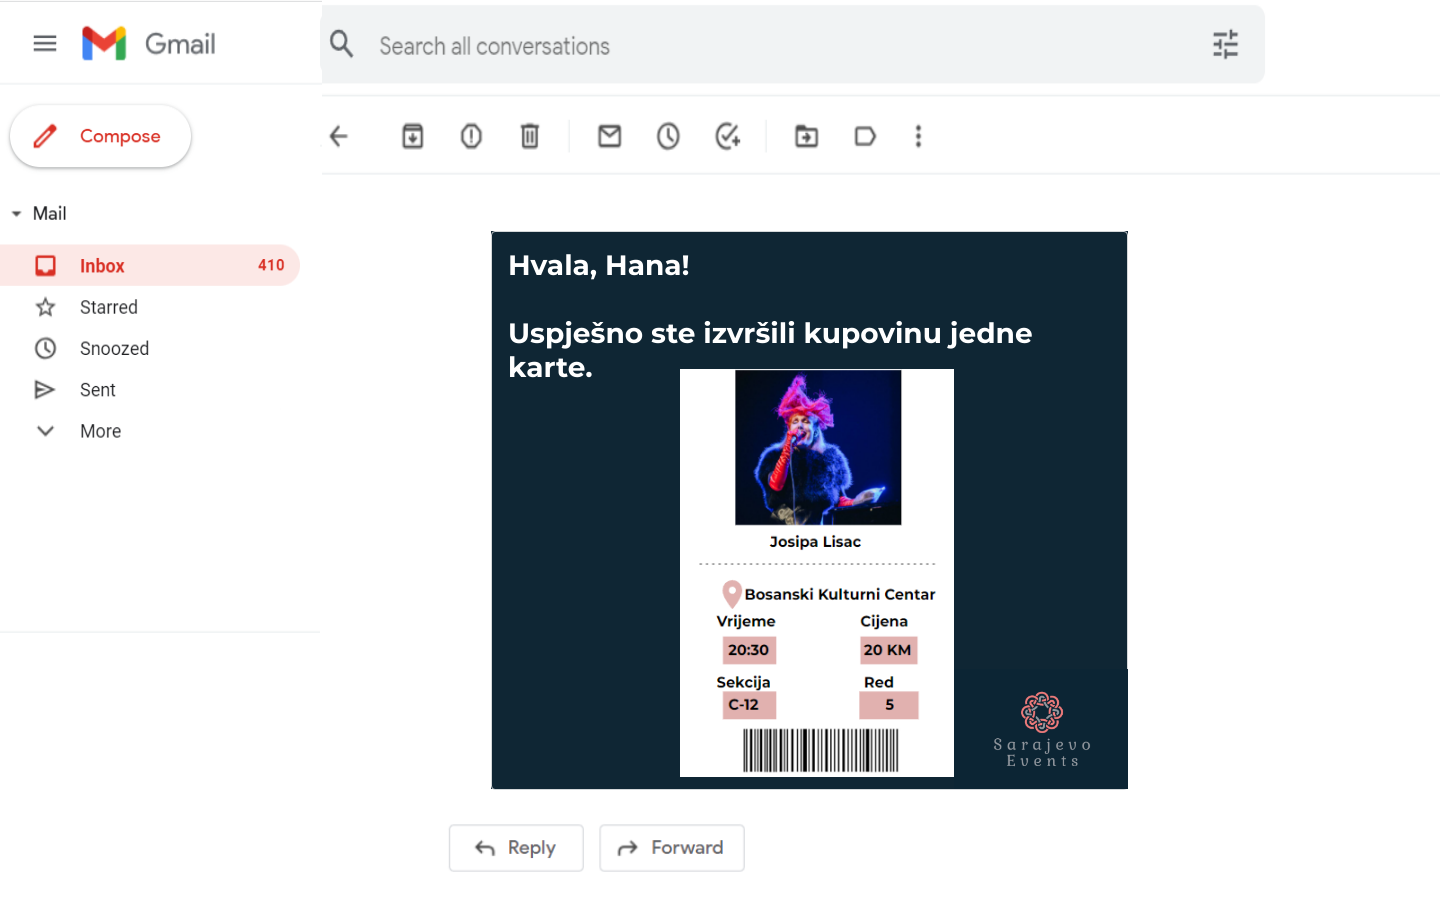 Gmail
Search all conversations
Compose
Mail
Inbox 410
Starred
Snoozed
Sent
More
Hvala, Hana!
Uspješno ste izvršili kupovinu jedne
karte.
Josipa Lisac
Bosanski Kulturni Centar
Vrijeme Cijena
20:30 20 KM
Sekcija Red
C-12 5
Sarajevo
Events
Reply Forward